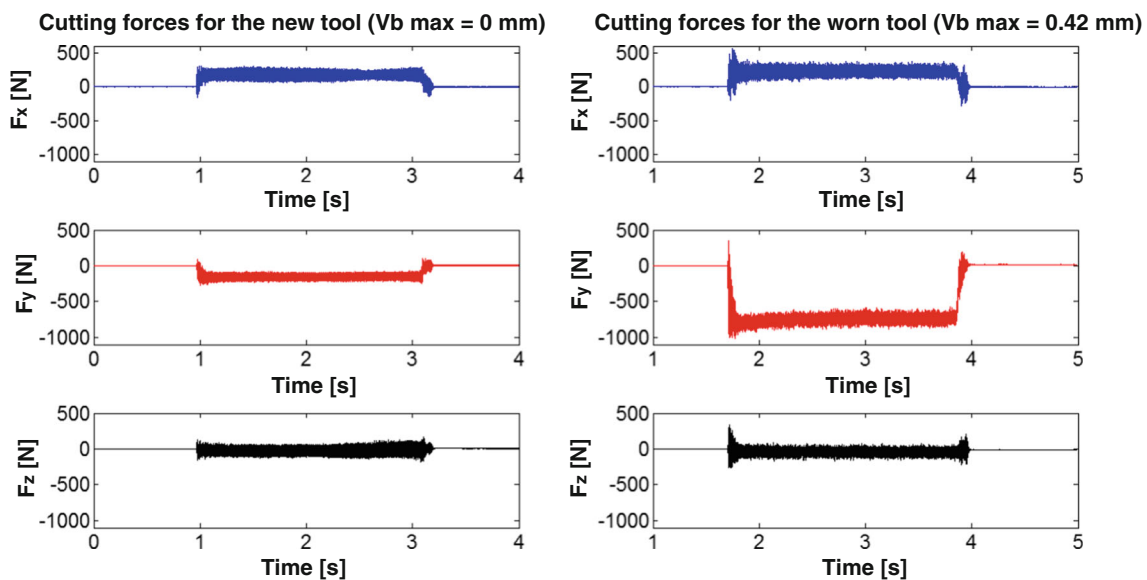 Cutting forces for the new tool (Vb max = 0 mm)
500
0
-500
-1000
Fx [N]
0 1 2 3 4
Time [s]
500
0
-500
-1000
Fy [N]
0 1 2 3 4
Time [s]
500
0
-500
-1000
Fz [N]
0 1 2 3 4
Time [s]
Cutting forces for the worn tool (Vb max = 0.42 mm)
500
0
-500
-1000
Fx [N]
1 2 3 4 5
Time [s]
500
0
-500
-1000
Fy [N]
1 2 3 4 5
Time [s]
500
0
-500
-1000
Fz [N]
1 2 3 4 5
Time [s]